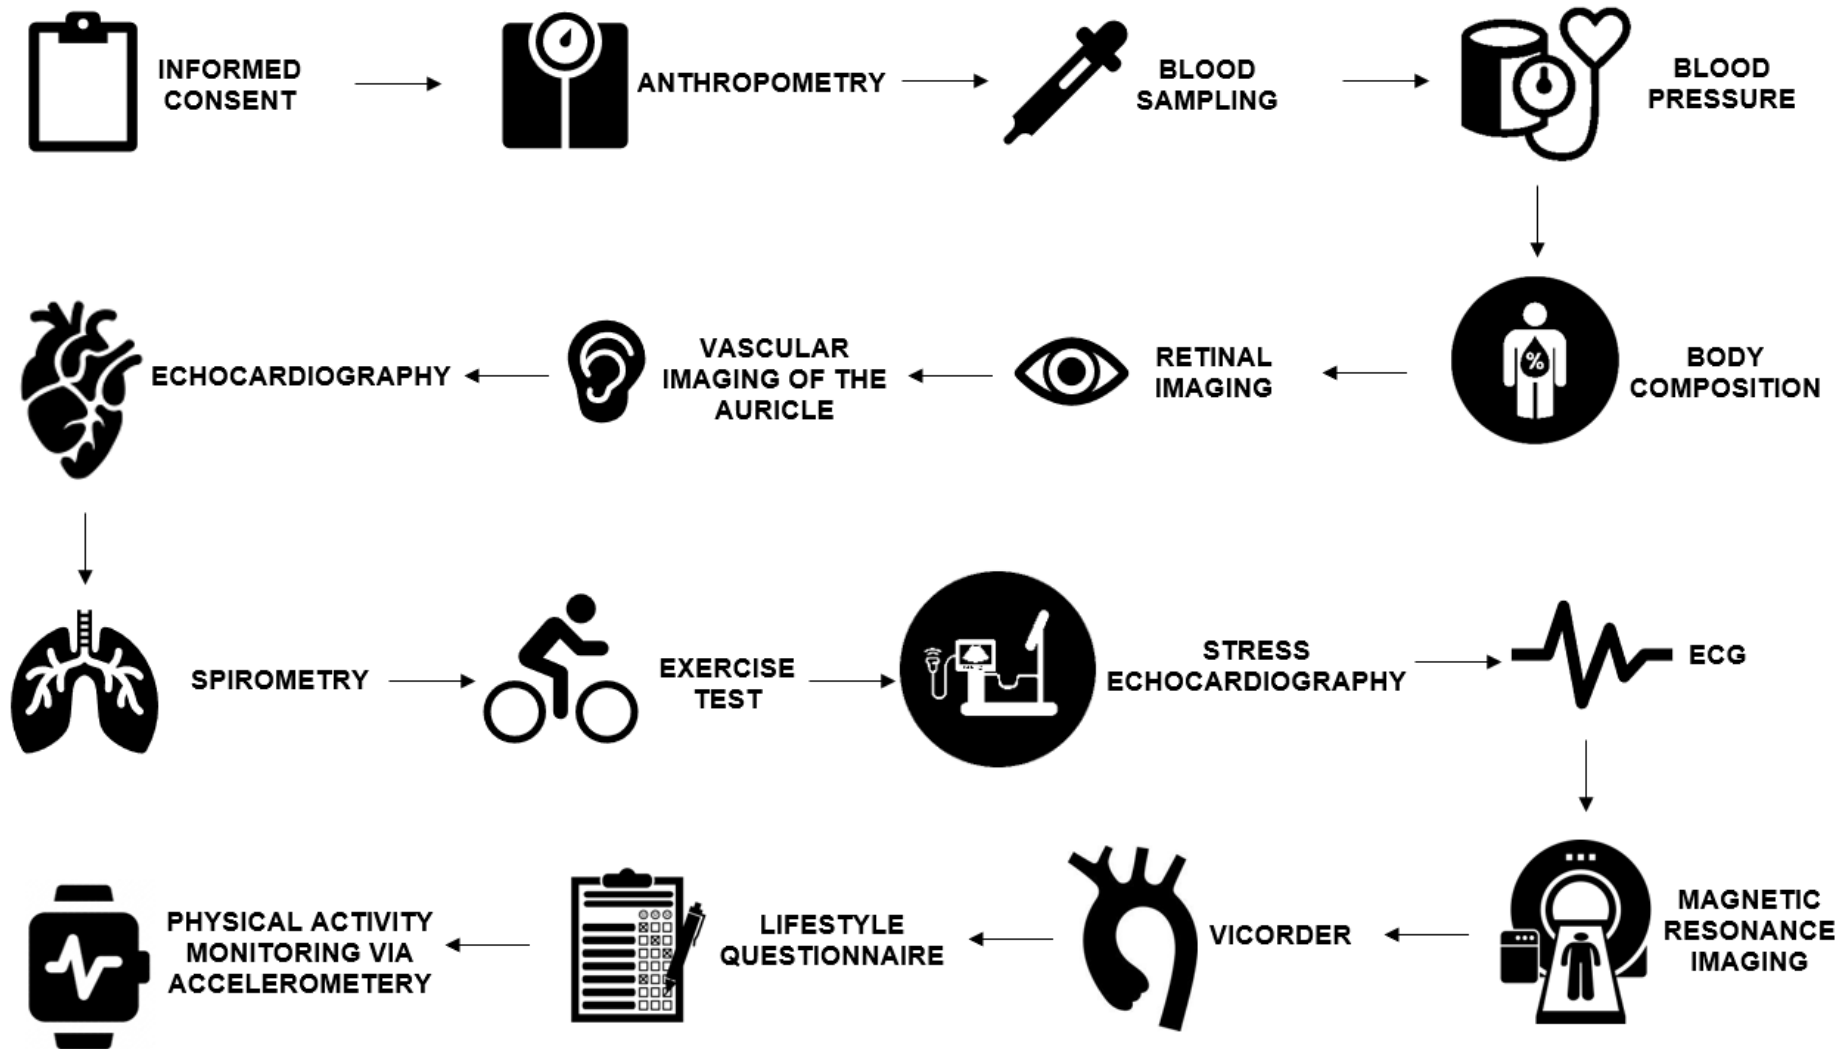 INFORMED
CONSENT
ANTHROPOMETRY
BLOOD
SAMPLING
BLOOD
PRESSURE
BODY
COMPOSITION
%
RETINAL
IMAGING
VASCULAR
IMAGING OF THE
AURICLE
ECHOCARDIOGRAPHY
SPIROMETRY
EXERCISE
TEST
STRESS
ECHOCARDIOGRAPHY
ECG
MAGNETIC
RESONANCE
IMAGING
VICORDER
LIFESTYLE
QUESTIONNAIRE
PHYSICAL ACTIVITY
MONITORING VIA
ACCELEROMETERY